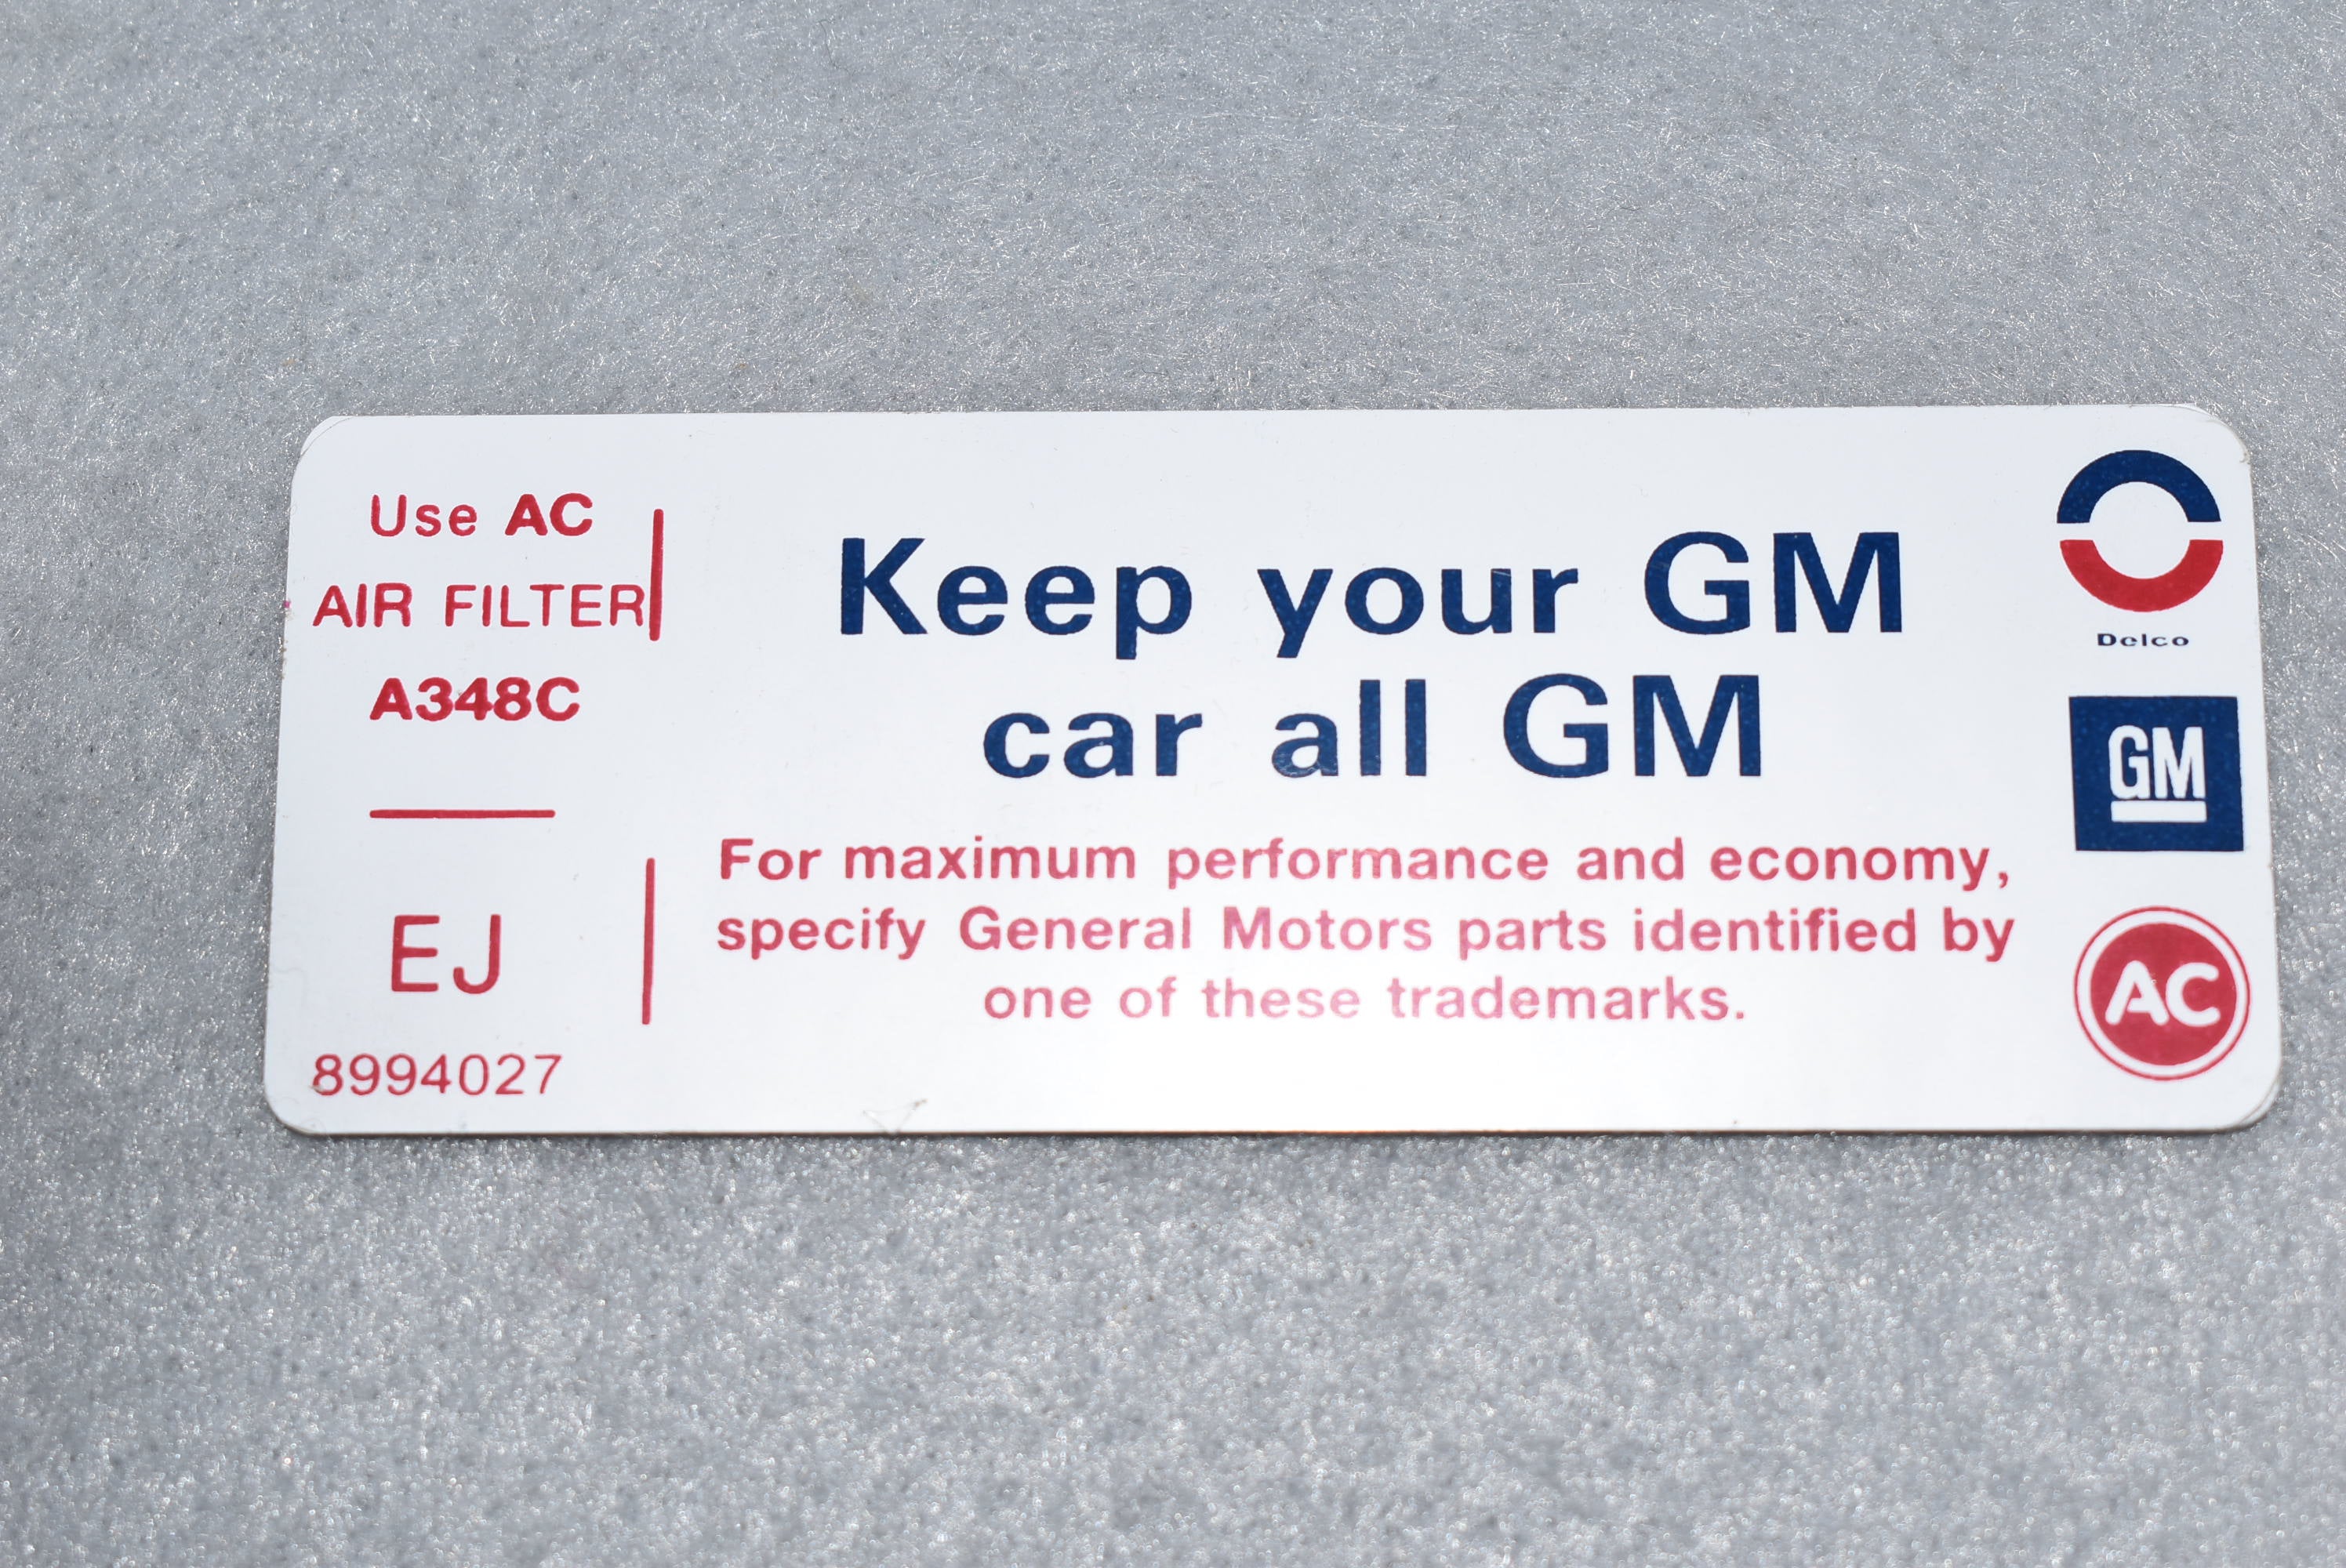 Use AC
AIR FILTER
A348C
EJ
8994027
Keep your GM
car all GM
For maximum performance and economy,
specify General Motors parts identified by
one of these trademarks.
Delco
GM
AC